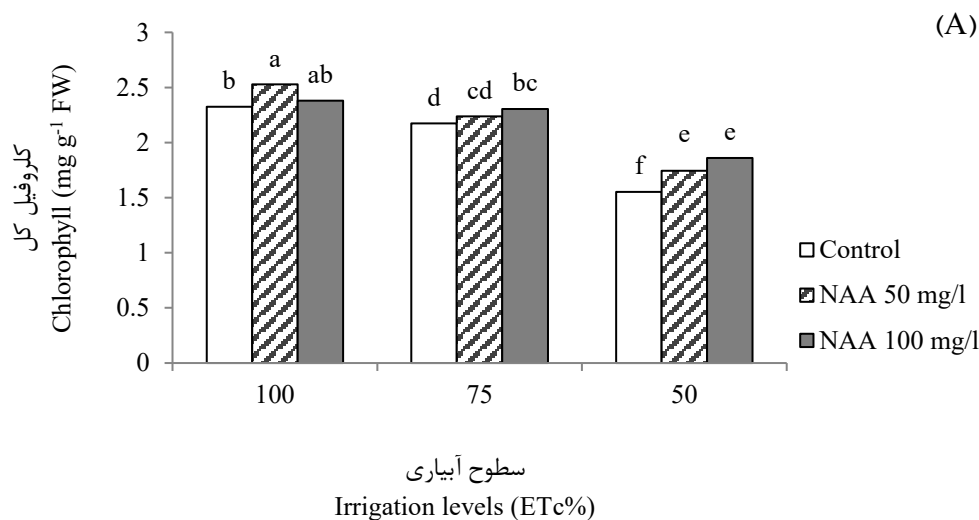 (A)
کلروفیل کل
Chlorophyll (mg g⁻¹ FW)
3
2.5
2
1.5
1
0.5
0
b a ab
d cd bc
f e e
100 75 50
Control
NAA 50 mg/l
NAA 100 mg/l
سطوح آبیاری
Irrigation levels (ETc%)